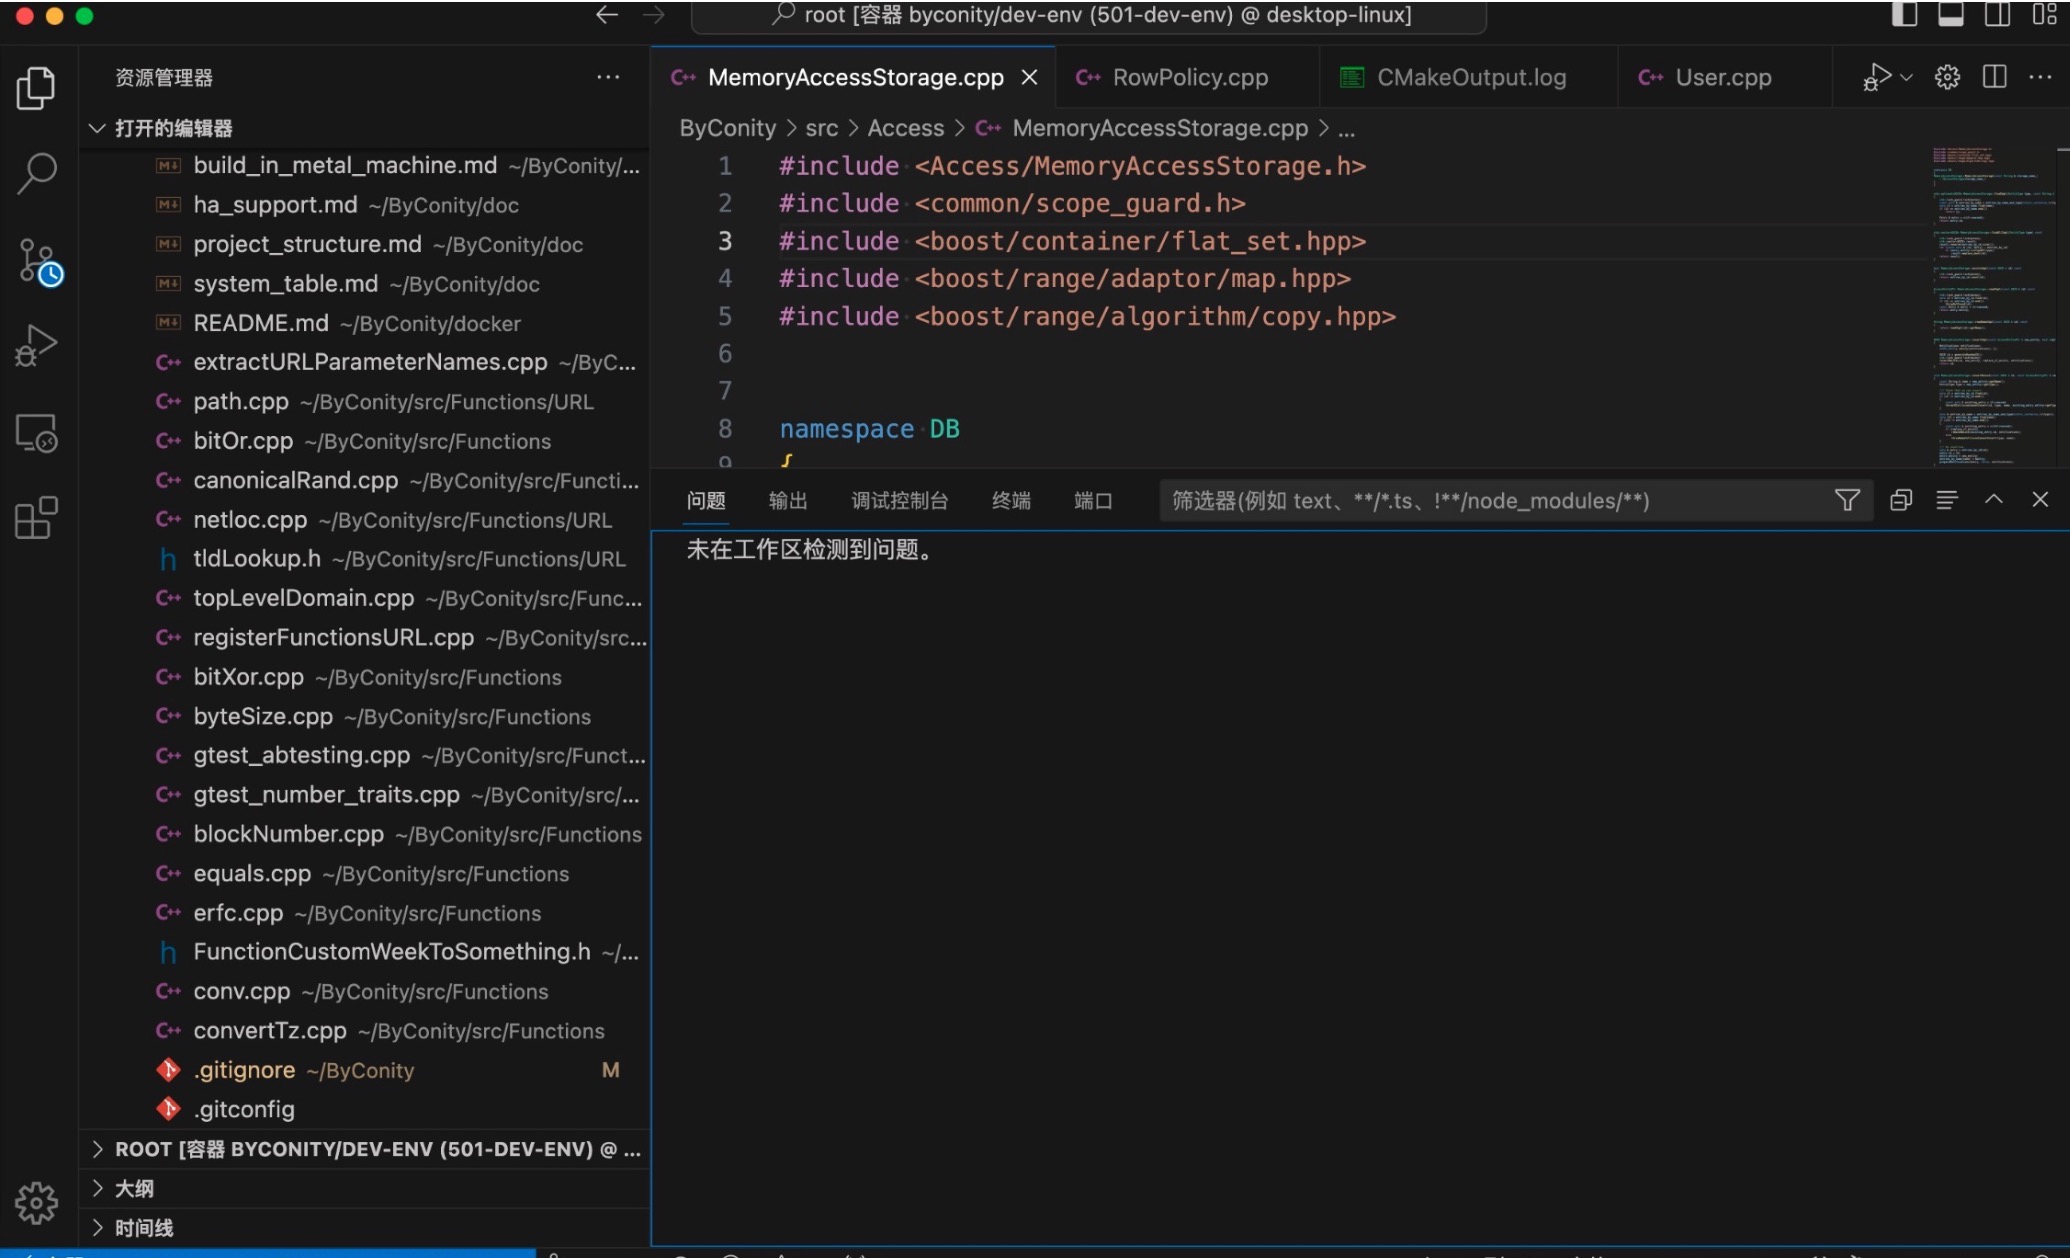 root [容器 byconity/dev-env (501-dev-env) @ desktop-linux]
资源管理器
打开的编辑器
build_in_metal_machine.md ~/ByConity/...
ha_support.md ~/ByConity/doc
project_structure.md ~/ByConity/doc
system_table.md ~/ByConity/doc
README.md ~/ByConity/docker
C++ extractURLParameterNames.cpp ~/ByC...
C++ path.cpp ~/ByConity/src/Functions/URL
C++ bitOr.cpp ~/ByConity/src/Functions
C++ canonicalRand.cpp ~/ByConity/src/Functi...
C++ netloc.cpp ~/ByConity/src/Functions/URL
h tldLookup.h ~/ByConity/src/Functions/URL
C++ topLevelDomain.cpp ~/ByConity/src/Func...
C++ registerFunctionsURL.cpp ~/ByConity/src...
C++ bitXor.cpp ~/ByConity/src/Functions
C++ byteSize.cpp ~/ByConity/src/Functions
C++ gtest_abtesting.cpp ~/ByConity/src/Funct...
C++ gtest_number_traits.cpp ~/ByConity/src/...
C++ blockNumber.cpp ~/ByConity/src/Functions
C++ equals.cpp ~/ByConity/src/Functions
C++ erfc.cpp ~/ByConity/src/Functions
h FunctionCustomWeekToSomething.h ~/...
C++ conv.cpp ~/ByConity/src/Functions
C++ convertTz.cpp ~/ByConity/src/Functions
.gitignore ~/ByConity M
.gitconfig
ROOT [容器 BYCONITY/DEV-ENV (501-DEV-ENV) @ ...
大纲
时间线
C++ MemoryAccessStorage.cpp
C++ RowPolicy.cpp
CMakeOutput.log
C++ User.cpp
ByConity > src > Access > C++ MemoryAccessStorage.cpp > ...
1 #include <Access/MemoryAccessStorage.h>
2 #include <common/scope_guard.h>
3 #include <boost/container/flat_set.hpp>
4 #include <boost/range/adaptor/map.hpp>
5 #include <boost/range/algorithm/copy.hpp>
6
7
8 namespace DB
9 {
问题 输出 调试控制台 终端 端口 筛选器(例如 text、**/*.ts、!**/node_modules/**)
未在工作区检测到问题。